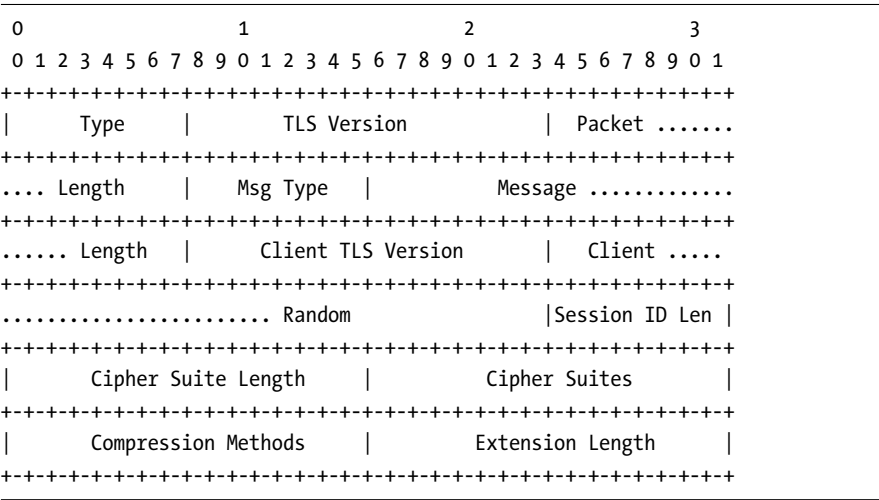 0                   1                   2                   3
0 1 2 3 4 5 6 7 8 9 0 1 2 3 4 5 6 7 8 9 0 1 2 3 4 5 6 7 8 9 0 1
+-+-+-+-+-+-+-+-+-+-+-+-+-+-+-+-+-+-+-+-+-+-+-+-+-+-+-+-+-+-+-+-+
|      Type     |        TLS Version            |  Packet .......
+-+-+-+-+-+-+-+-+-+-+-+-+-+-+-+-+-+-+-+-+-+-+-+-+-+-+-+-+-+-+-+-+
.... Length     |    Msg Type   |           Message .............
+-+-+-+-+-+-+-+-+-+-+-+-+-+-+-+-+-+-+-+-+-+-+-+-+-+-+-+-+-+-+-+-+
...... Length   |      Client TLS Version       |   Client .....
+-+-+-+-+-+-+-+-+-+-+-+-+-+-+-+-+-+-+-+-+-+-+-+-+-+-+-+-+-+-+-+-+
........................ Random                 |Session ID Len |
+-+-+-+-+-+-+-+-+-+-+-+-+-+-+-+-+-+-+-+-+-+-+-+-+-+-+-+-+-+-+-+-+
|       Cipher Suite Length     |          Cipher Suites        |
+-+-+-+-+-+-+-+-+-+-+-+-+-+-+-+-+-+-+-+-+-+-+-+-+-+-+-+-+-+-+-+-+
|       Compression Methods     |         Extension Length      |
+-+-+-+-+-+-+-+-+-+-+-+-+-+-+-+-+-+-+-+-+-+-+-+-+-+-+-+-+-+-+-+-+